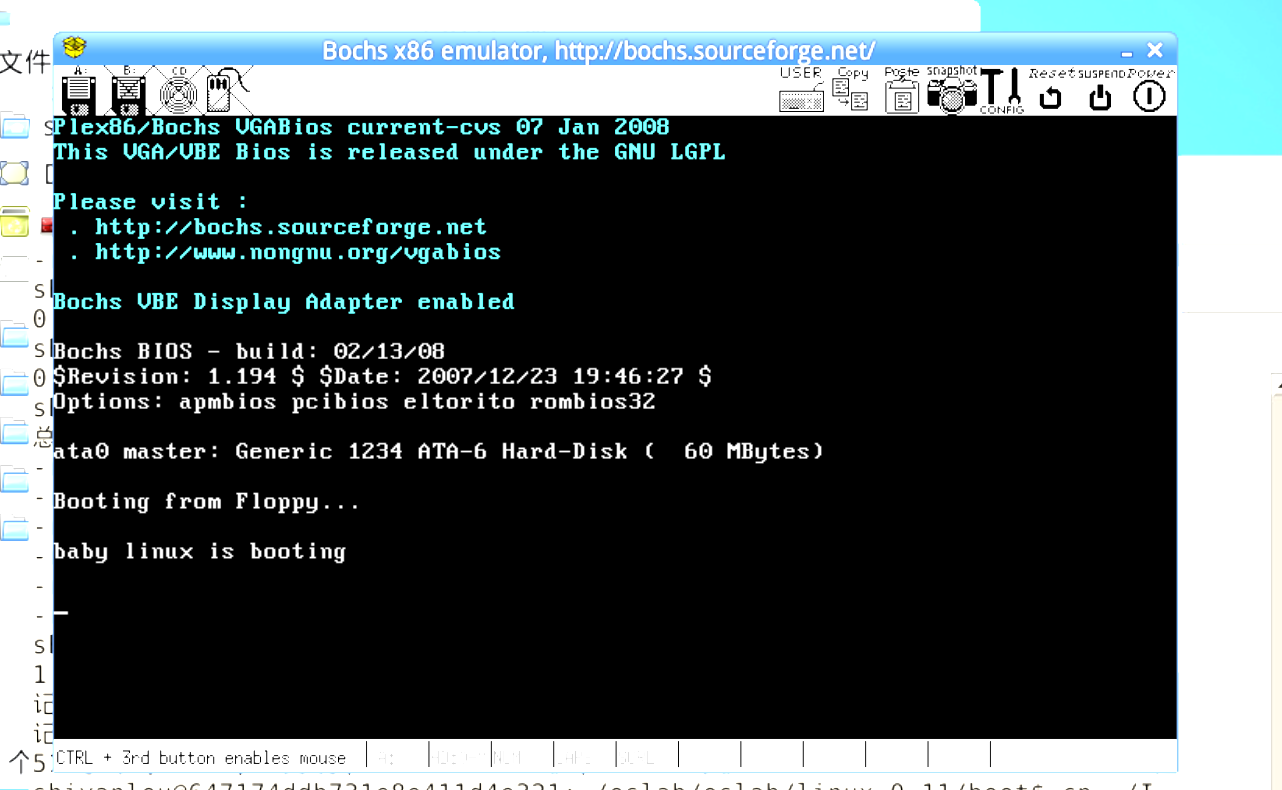 文件
Bochs x86 emulator, http://bochs.sourceforge.net/
A: B: CD USER Copy Paste snapshot CONFIG Reset SUSPEND Power
Plex86/Bochs VGABios current-cvs 07 Jan 2008
This VGA/VBE Bios is released under the GNU LGPL
Please visit :
. http://bochs.sourceforge.net
. http://www.nongnu.org/vgabios
Bochs VBE Display Adapter enabled
Bochs BIOS - build: 02/13/08
$Revision: 1.194 $ $Date: 2007/12/23 19:46:27 $
Options: apmbios pcibios eltorito rombios32
ata0 master: Generic 1234 ATA-6 Hard-Disk (  60 MBytes)
Booting from Floppy...
baby linux is booting
CTRL + 3rd button enables mouse